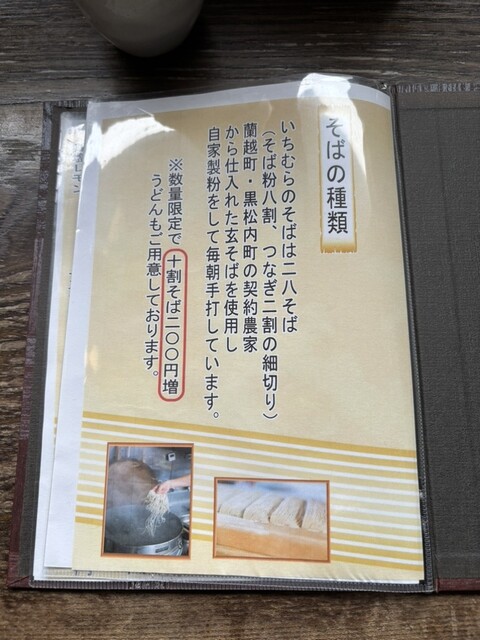 そばの種類
いちむらのそばは二八そば
（そば粉八割、つなぎ二割の細切り）
蘭越町・黒松内町の契約農家
から仕入れた玄そばを使用し
自家製粉をして毎朝手打しています。
※数量限定で十割そば二〇〇円増
うどんもご用意しております。